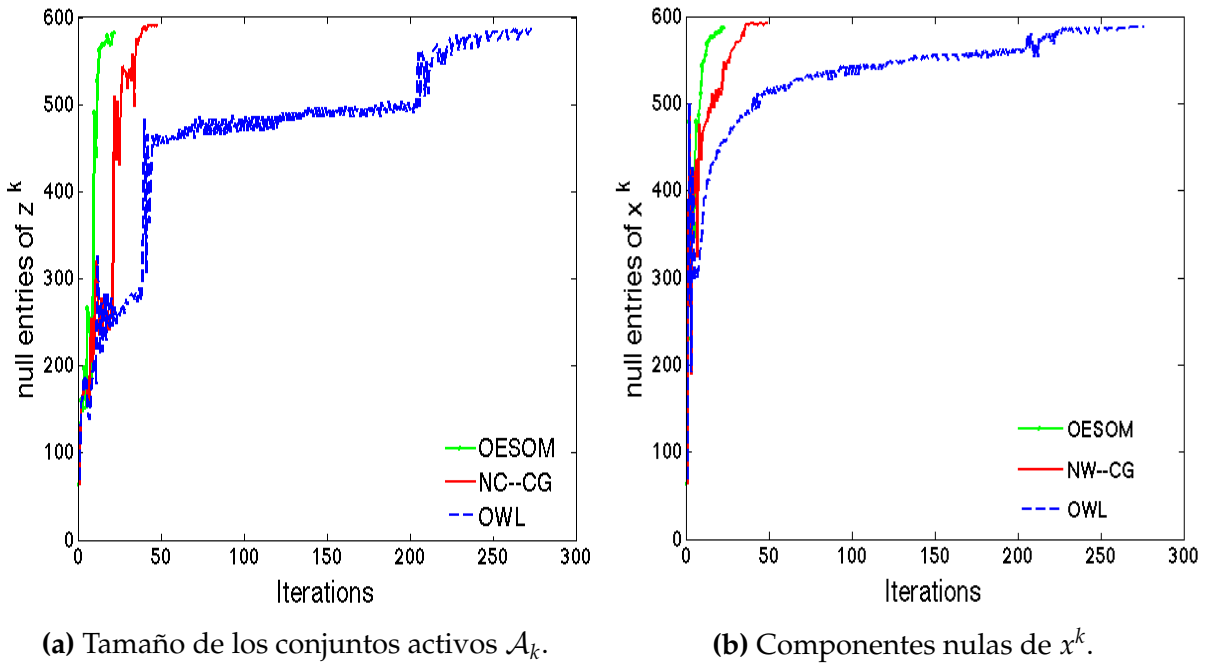 600
500
400
300
200
100
0
null entries of z^k
0 50 100 150 200 250 300
Iterations
OESOM
NC--CG
OWL
(a) Tamaño de los conjuntos activos 𝒜_k.
600
500
400
300
200
100
0
null entries of x^k
0 50 100 150 200 250 300
Iterations
OESOM
NW--CG
OWL
(b) Componentes nulas de x^k.